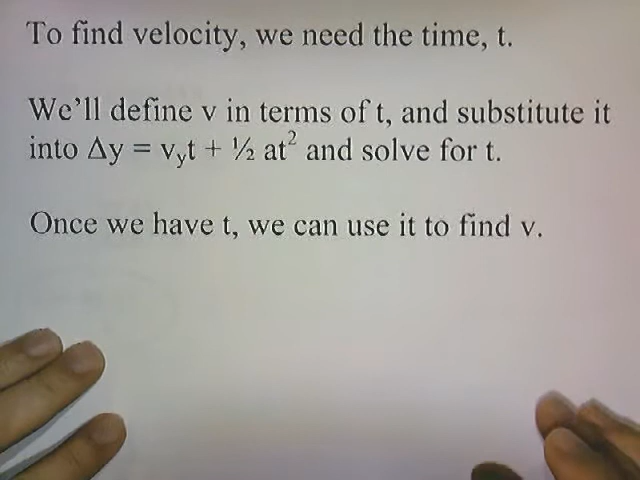 To find velocity, we need the time, t.
We'll define v in terms of t, and substitute it
into Δy = vᵧt + ½ at² and solve for t.
Once we have t, we can use it to find v.